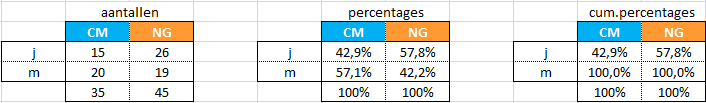 aantallen percentages cum.percentages
CM NG CM NG CM NG
j 15 26 j 42,9% 57,8% j 42,9% 57,8%
m 20 19 m 57,1% 42,2% m 100,0% 100,0%
35 45 100% 100% 100% 100%